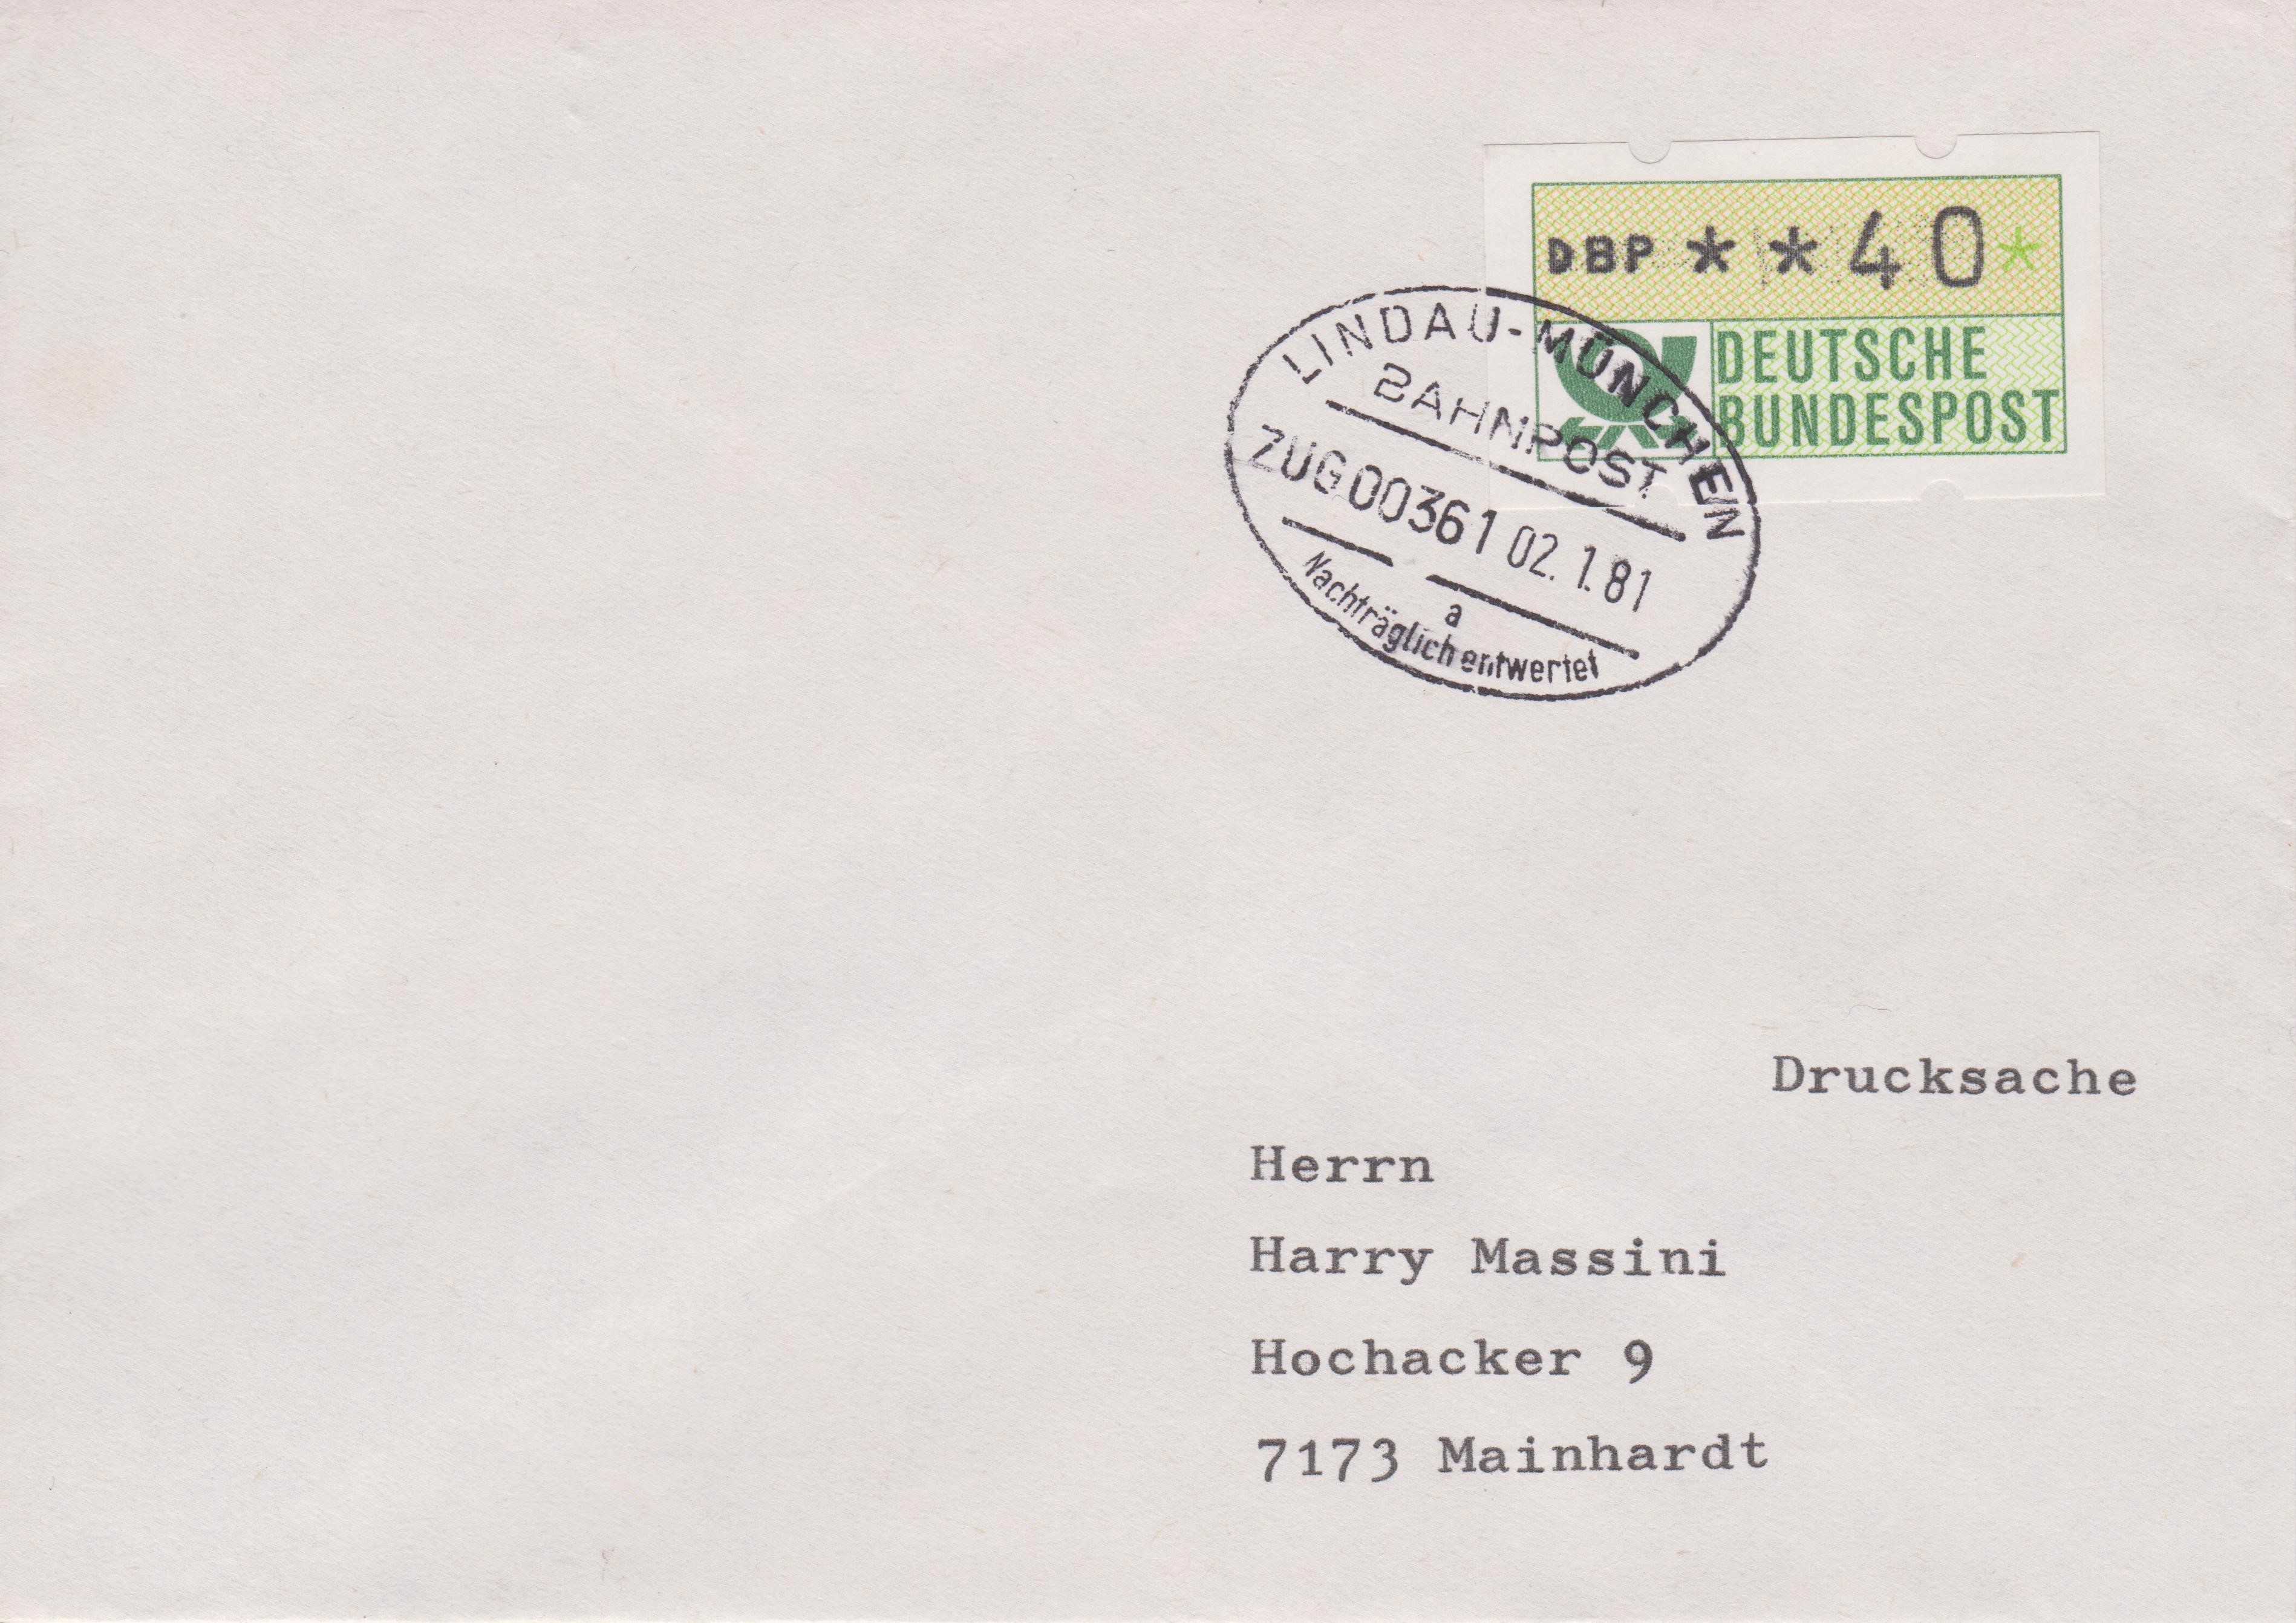 DBP **40*
DEUTSCHE
BUNDESPOST
LINDAU-MÜNCHEN
BAHNPOST
ZUG 00361 02.1.81
a
Nachträglich entwertet
Drucksache
Herrn
Harry Massini
Hochacker 9
7173 Mainhardt